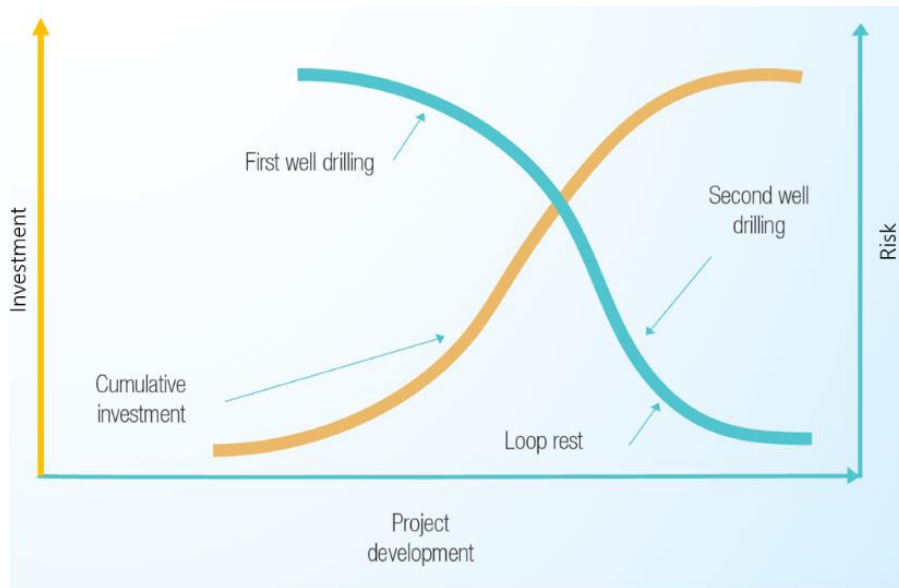 First well drilling
Second well
drilling
Investment
Risk
Cumulative
investment
Loop rest
Project
development